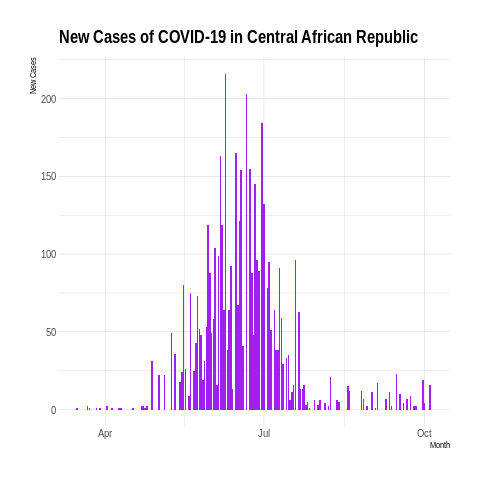 New Cases of COVID-19 in Central African Republic
New Cases
200
150
100
50
0
Apr
Jul
Oct
Month